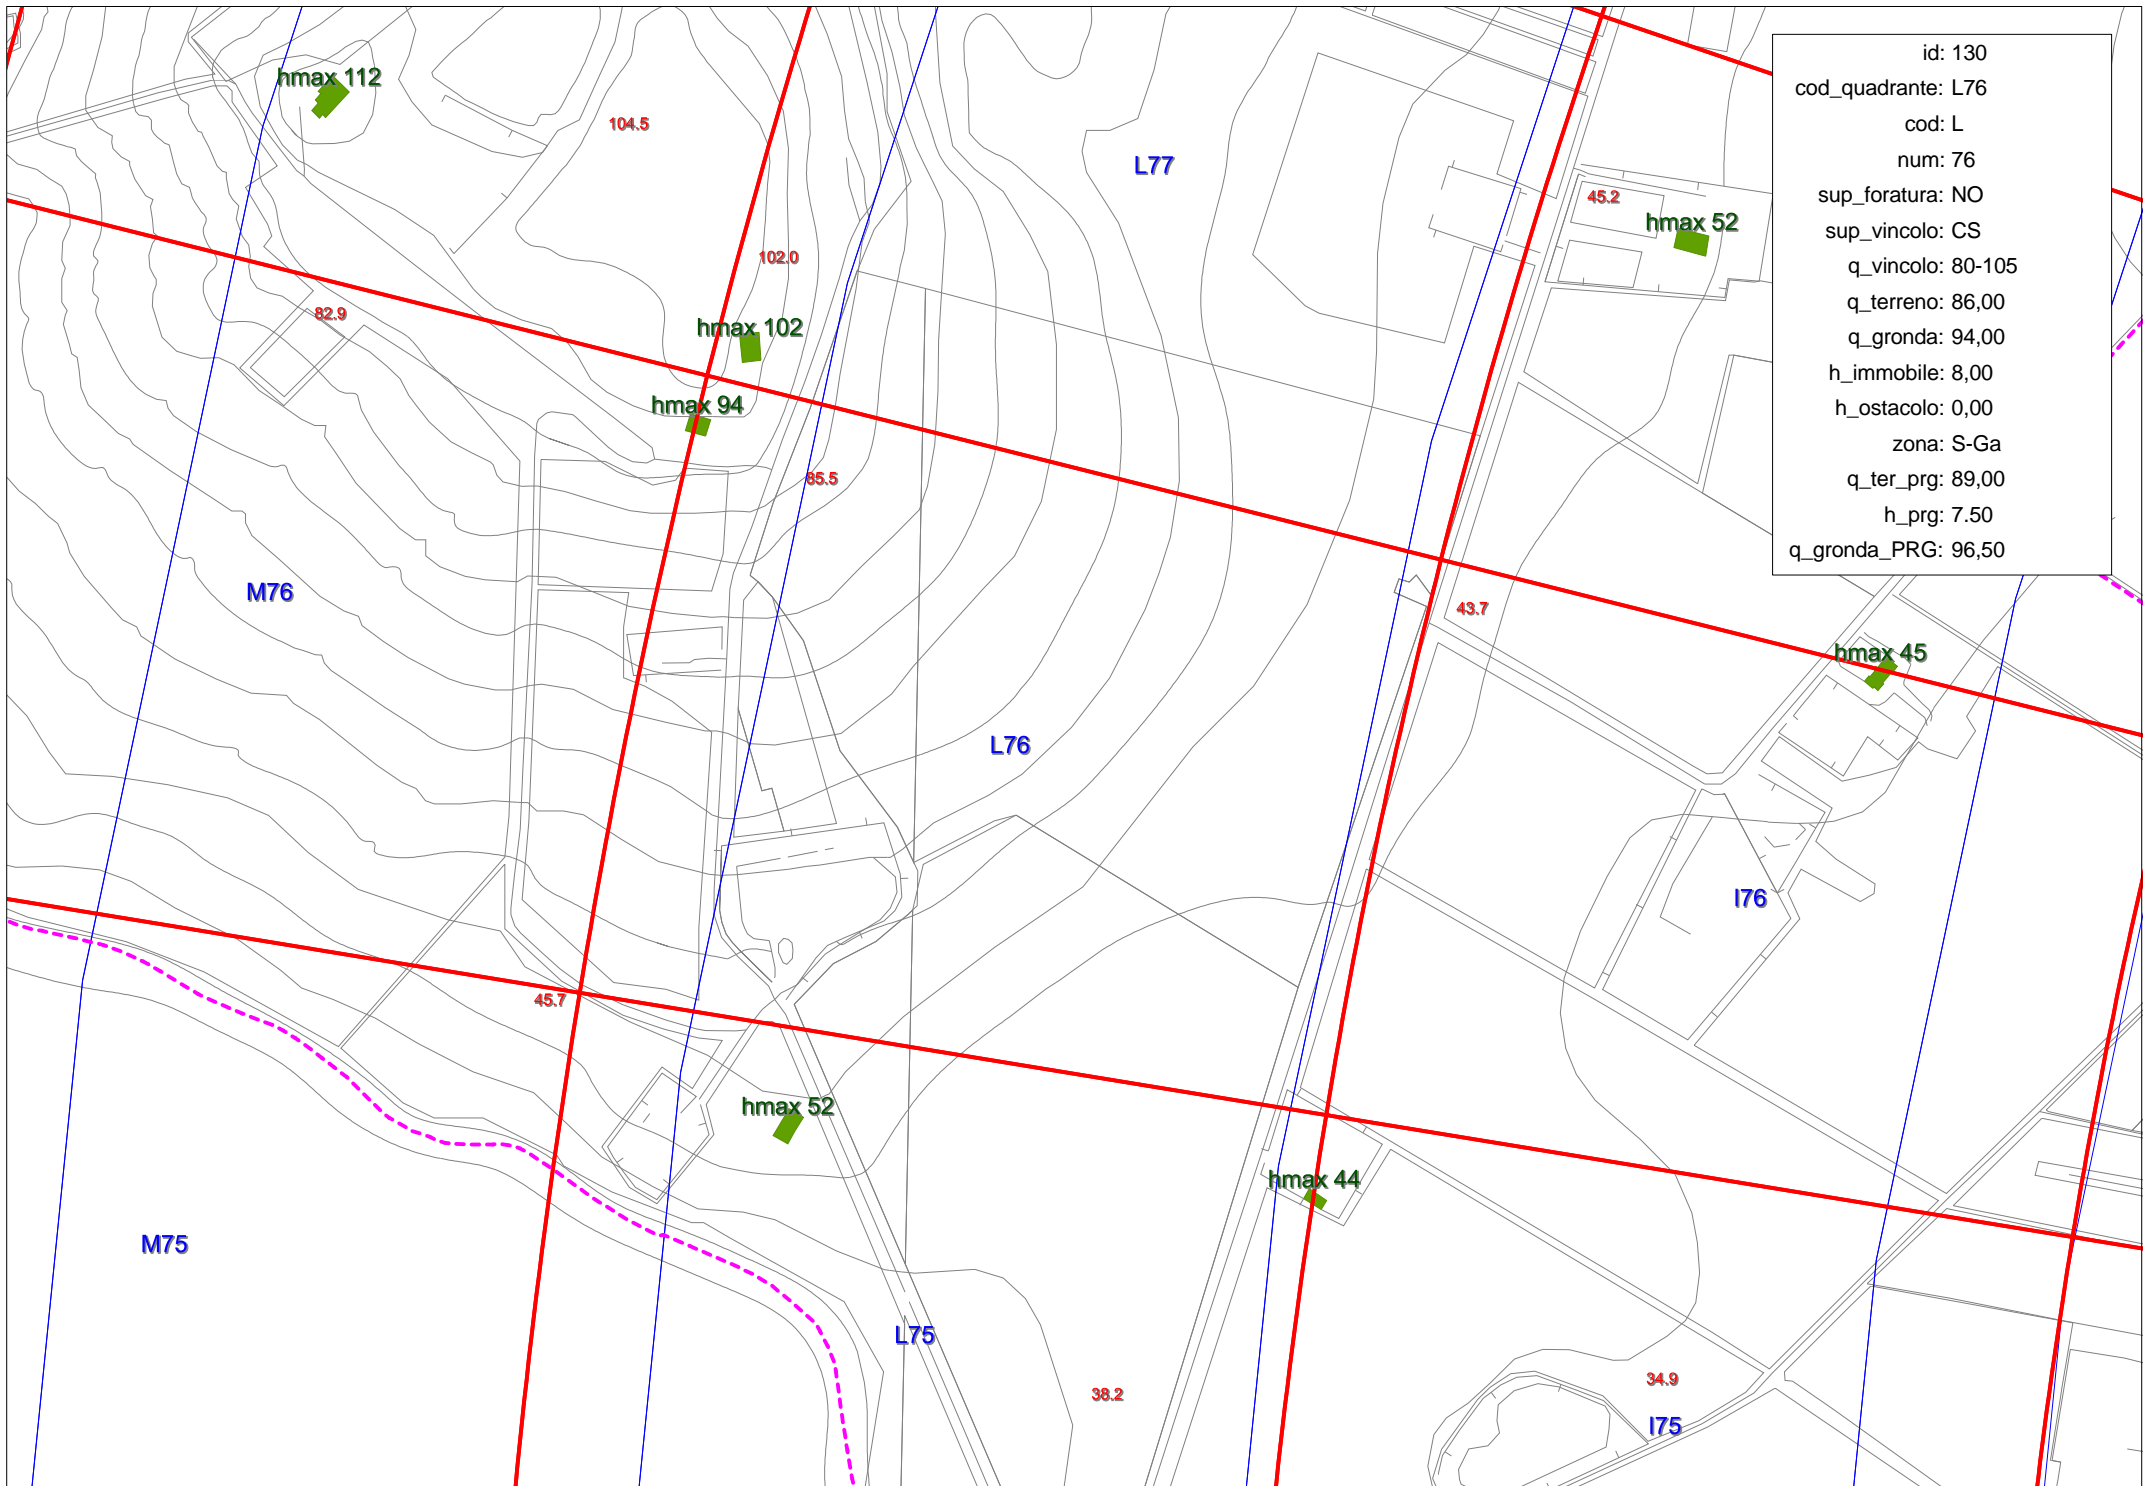 hmax 112
104.5
L77
id: 130
cod_quadrante: L76
cod: L
num: 76
sup_foratura: NO
sup_vincolo: CS
q_vincolo: 80-105
q_terreno: 86,00
q_gronda: 94,00
h_immobile: 8,00
h_ostacolo: 0,00
zona: S-Ga
q_ter_prg: 89,00
h_prg: 7.50
q_gronda_PRG: 96,50
45.2
hmax 52
102.0
82.9
hmax 102
hmax 94
85.5
M76
43.7
hmax 45
L76
I76
45.7
hmax 52
hmax 44
M75
L75
38.2
34.9
I75